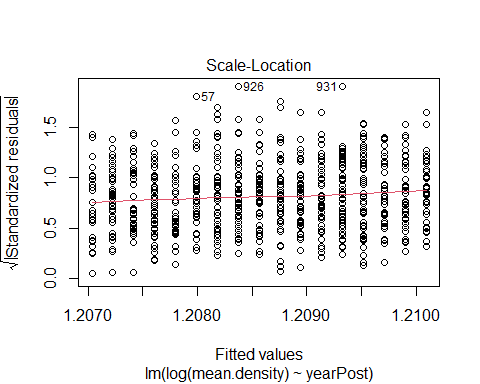 Scale-Location
√|Standardized residuals|
1.5
1.0
0.5
0.0
57
926
931
1.2070
1.2080
1.2090
1.2100
Fitted values
lm(log(mean.density) ~ yearPost)